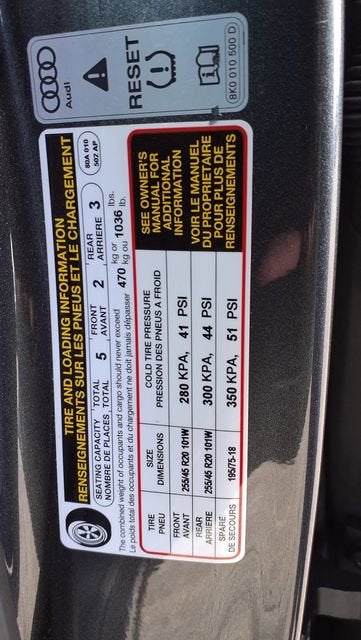 Audi
RESET
8K0 010 500 D
TIRE AND LOADING INFORMATION
RENSEIGNEMENTS SUR LES PNEUS ET LE CHARGEMENT
80A 010
502 AP
SEATING CAPACITY TOTAL 5 FRONT 2 REAR 3
NOMBRE DE PLACES TOTAL AVANT ARRIERE
The combined weight of occupants and cargo should never exceed 470 kg or 1036 lbs.
Le poids total des occupants et du chargement ne doit jamais dépasser kg ou lb.
TIRE SIZE COLD TIRE PRESSURE
PNEU DIMENSIONS PRESSION DES PNEUS A FROID
FRONT 255/45 R20 101W 280 KPA, 41 PSI
AVANT
REAR 255/45 R20 101W 300 KPA, 44 PSI
ARRIERE
SPARE 195/75-18 350 KPA, 51 PSI
DE SECOURS
SEE OWNER'S
MANUAL FOR
ADDITIONAL
INFORMATION
VOIR LE MANUEL
DU PROPRIETAIRE
POUR PLUS DE
RENSEIGNEMENTS